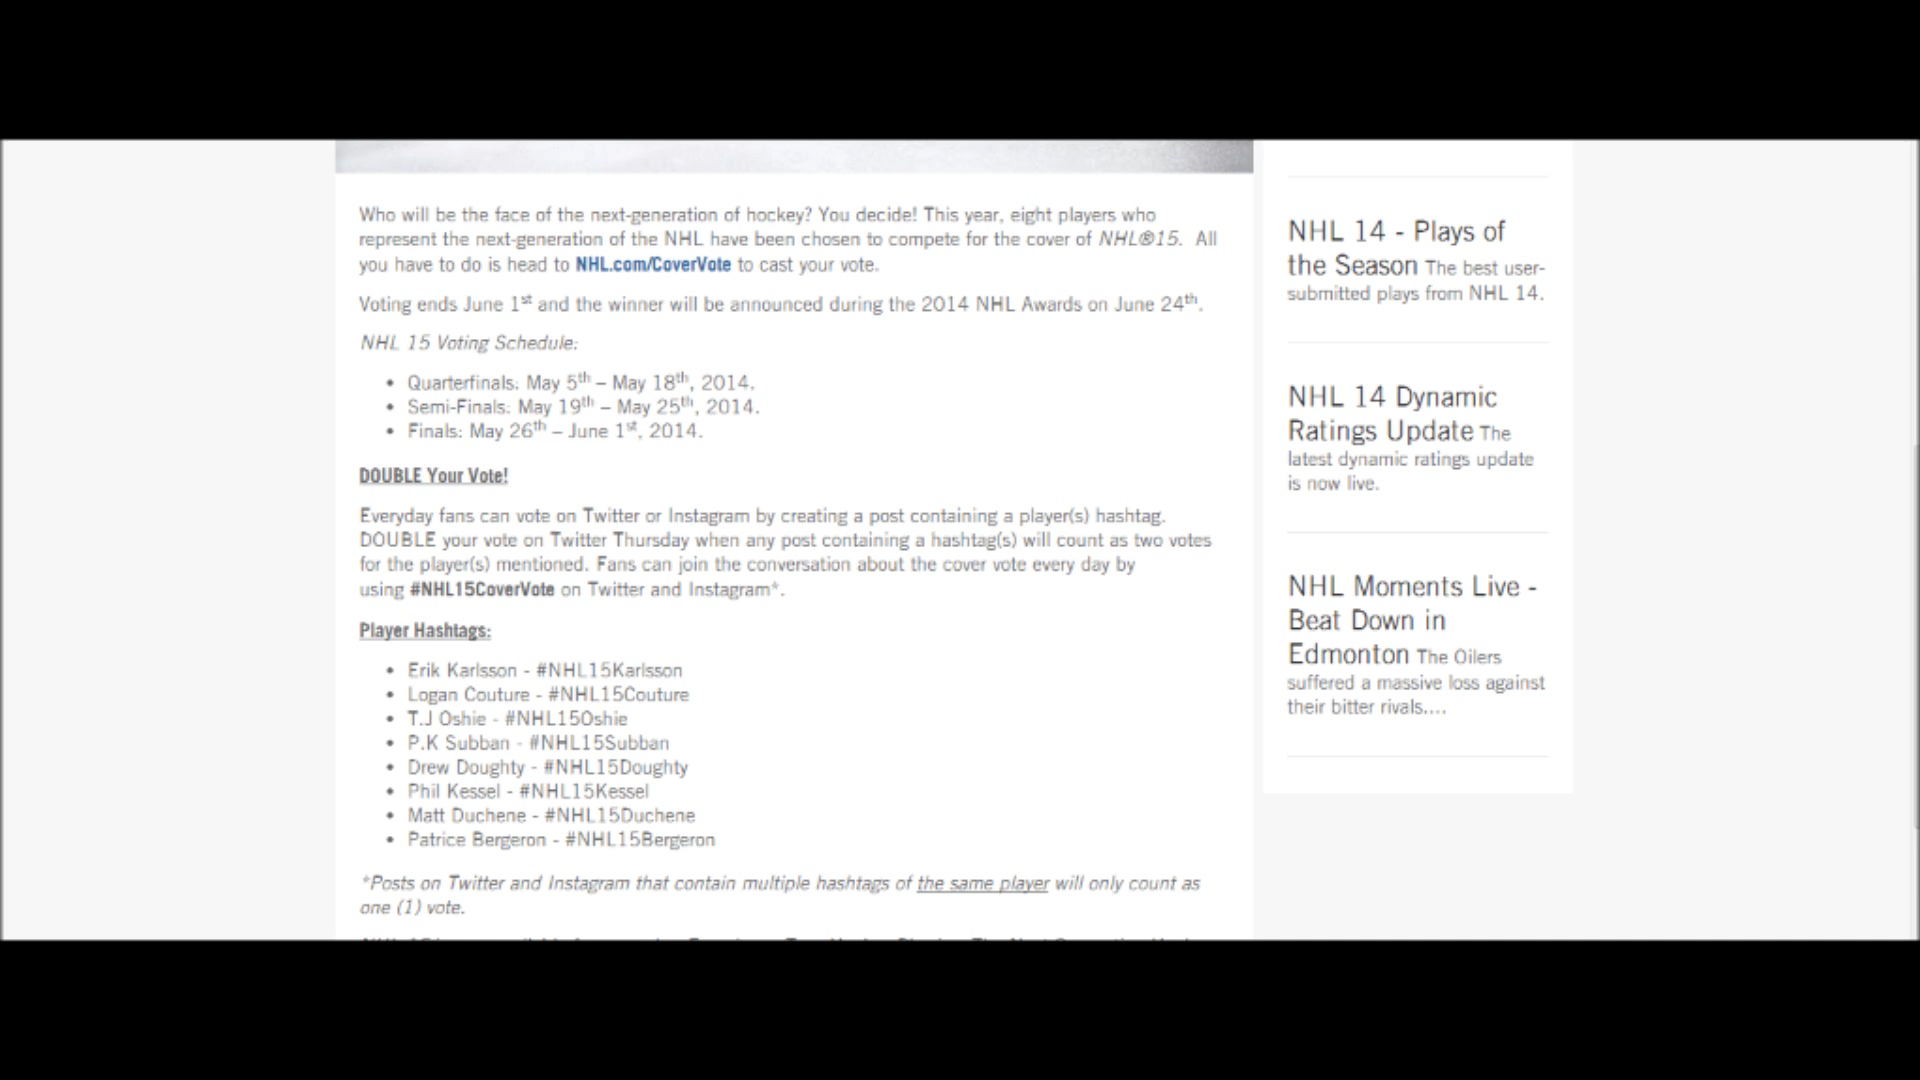 Who will be the face of the next-generation of hockey? You decide! This year, eight players who
represent the next-generation of the NHL have been chosen to compete for the cover of NHL®15. All
you have to do is head to NHL.com/CoverVote to cast your vote.
Voting ends June 1st and the winner will be announced during the 2014 NHL Awards on June 24th.
NHL 15 Voting Schedule:
• Quarterfinals: May 5th – May 18th, 2014.
• Semi-Finals: May 19th – May 25th, 2014.
• Finals: May 26th – June 1st, 2014.
DOUBLE Your Vote!
Everyday fans can vote on Twitter or Instagram by creating a post containing a player(s) hashtag.
DOUBLE your vote on Twitter Thursday when any post containing a hashtag(s) will count as two votes
for the player(s) mentioned. Fans can join the conversation about the cover vote every day by
using #NHL15CoverVote on Twitter and Instagram*.
Player Hashtags:
• Erik Karlsson - #NHL15Karlsson
• Logan Couture - #NHL15Couture
• T.J Oshie - #NHL15Oshie
• P.K Subban - #NHL15Subban
• Drew Doughty - #NHL15Doughty
• Phil Kessel - #NHL15Kessel
• Matt Duchene - #NHL15Duchene
• Patrice Bergeron - #NHL15Bergeron
*Posts on Twitter and Instagram that contain multiple hashtags of the same player will only count as
one (1) vote.
NHL 14 - Plays of
the Season The best user-
submitted plays from NHL 14.
NHL 14 Dynamic
Ratings Update The
latest dynamic ratings update
is now live.
NHL Moments Live -
Beat Down in
Edmonton The Oilers
suffered a massive loss against
their bitter rivals....